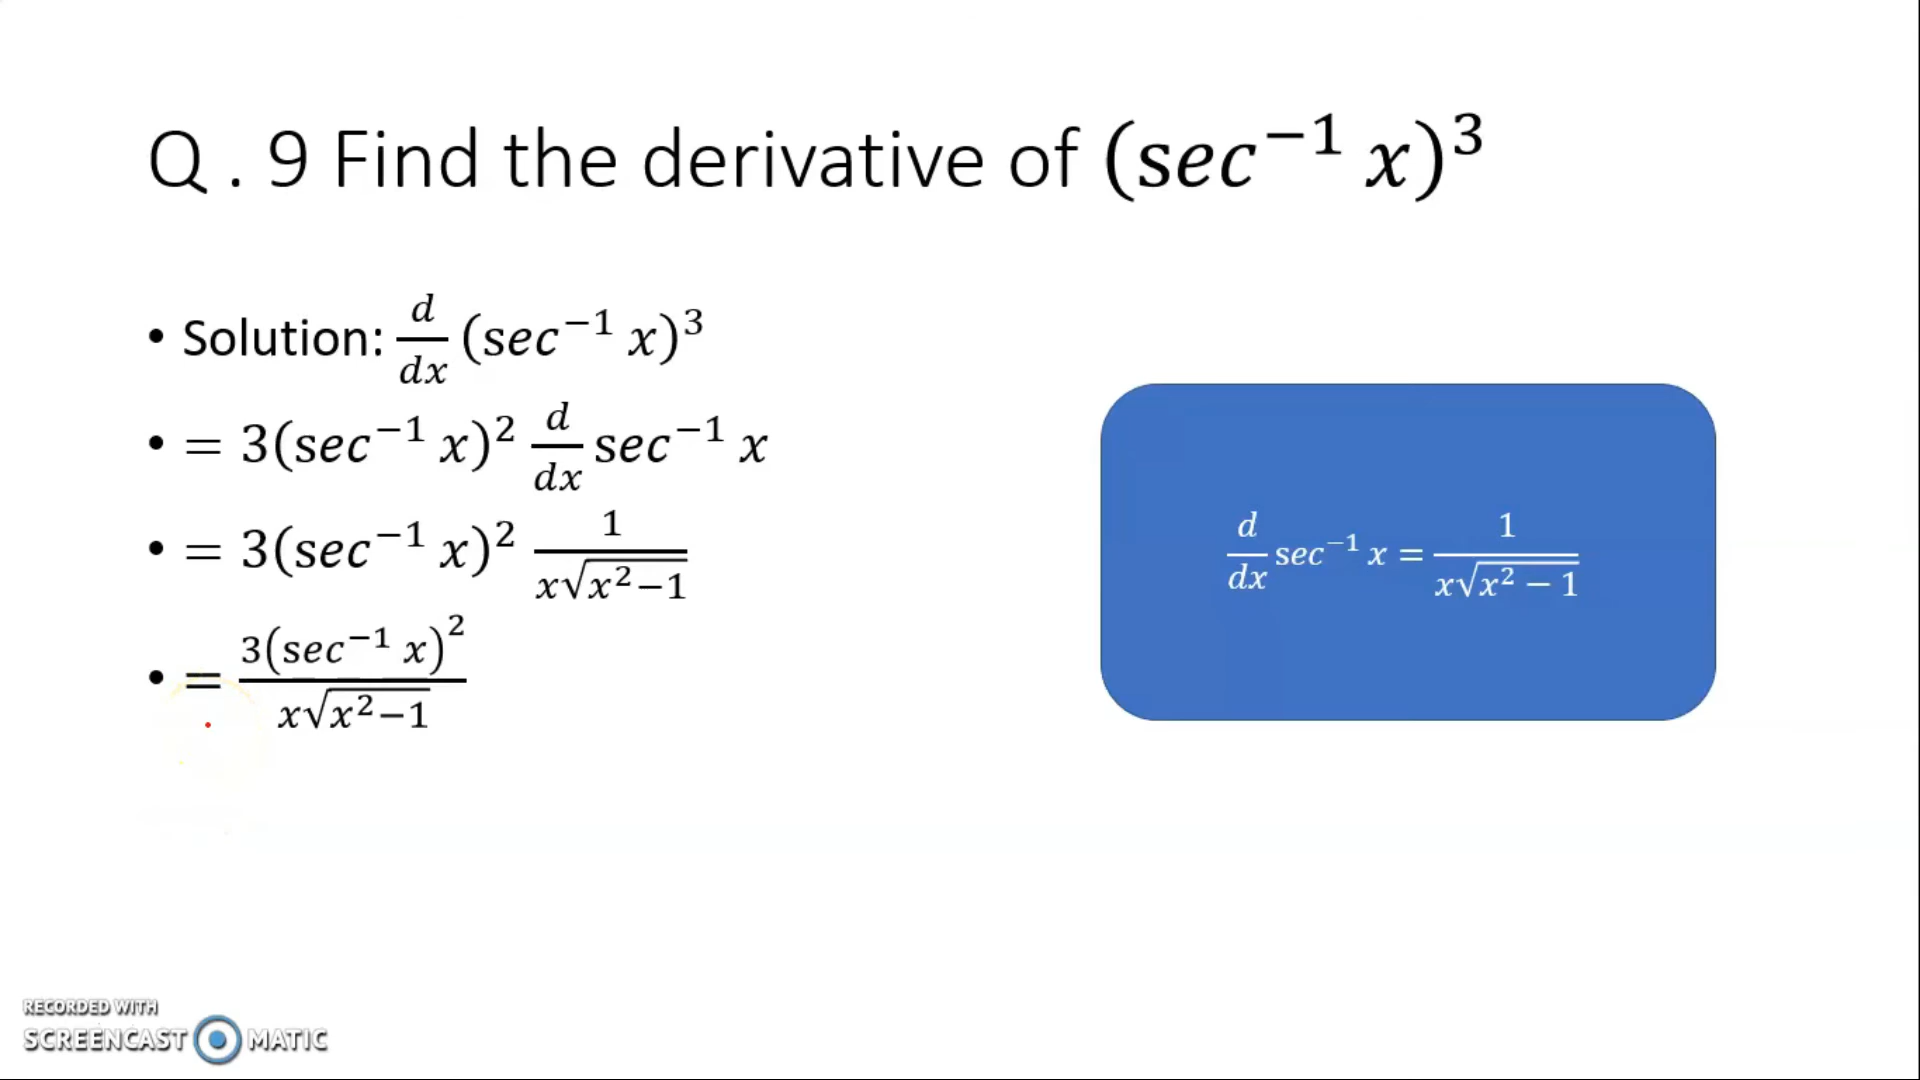 Q . 9 Find the derivative of (sec⁻¹ x)³
• Solution: d/dx (sec⁻¹ x)³
• = 3(sec⁻¹ x)² d/dx sec⁻¹ x
• = 3(sec⁻¹ x)² 1/(x√(x²−1))
• = 3(sec⁻¹ x)²/(x√(x²−1))
d/dx sec⁻¹ x = 1/(x√(x² − 1))
RECORDED WITH
SCREENCAST MATIC